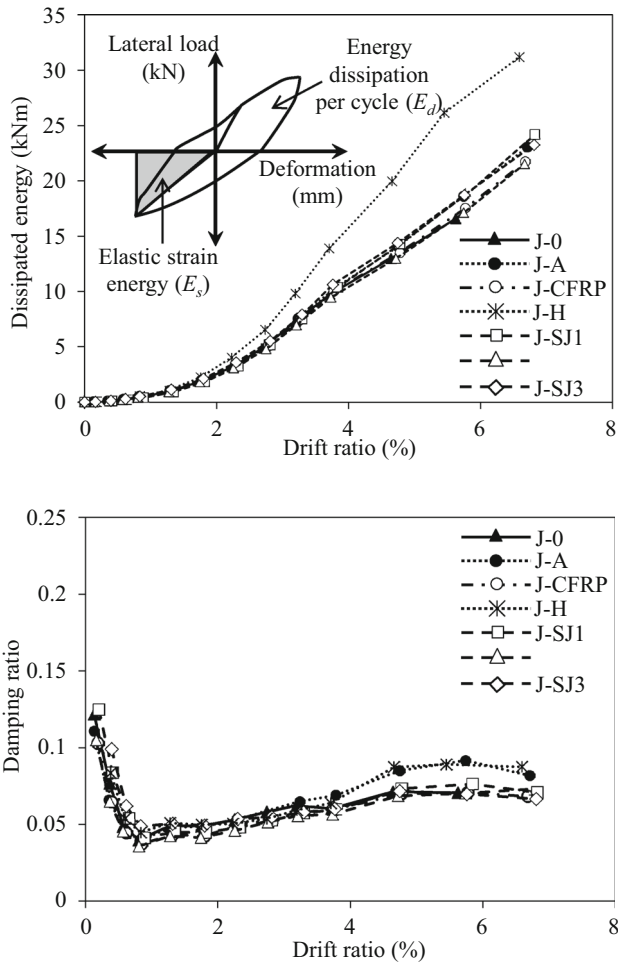 35
30
25
20
15
10
5
0
Dissipated energy (kNm)
Lateral load
(kN)
Energy
dissipation
per cycle (E_d)
Deformation
(mm)
Elastic strain
energy (E_s)
J-0
J-A
J-CFRP
J-H
J-SJ1
J-SJ3
0 2 4 6 8
Drift ratio (%)
0.25
0.2
0.15
0.1
0.05
0
Damping ratio
J-0
J-A
J-CFRP
J-H
J-SJ1
J-SJ3
0 2 4 6 8
Drift ratio (%)